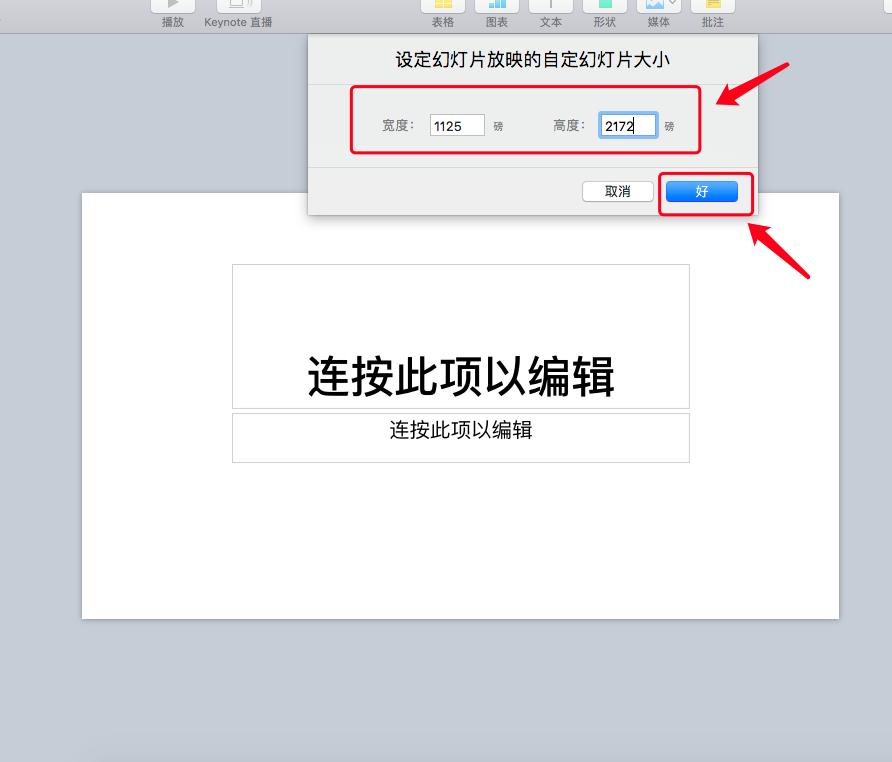 播放 Keynote 直播 表格 图表 文本 形状 媒体 批注
设定幻灯片放映的自定幻灯片大小
宽度： 1125 磅 高度： 2172 磅
取消 好
连按此项以编辑
连按此项以编辑